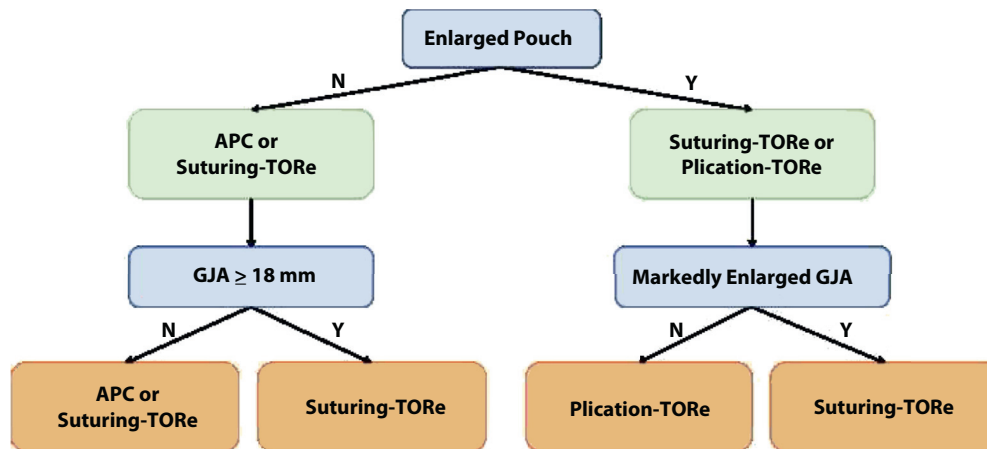 Enlarged Pouch
N
Y
APC or
Suturing-TORe
Suturing-TORe or
Plication-TORe
GJA ≥ 18 mm
Markedly Enlarged GJA
N
Y
N
Y
APC or
Suturing-TORe
Suturing-TORe
Plication-TORe
Suturing-TORe